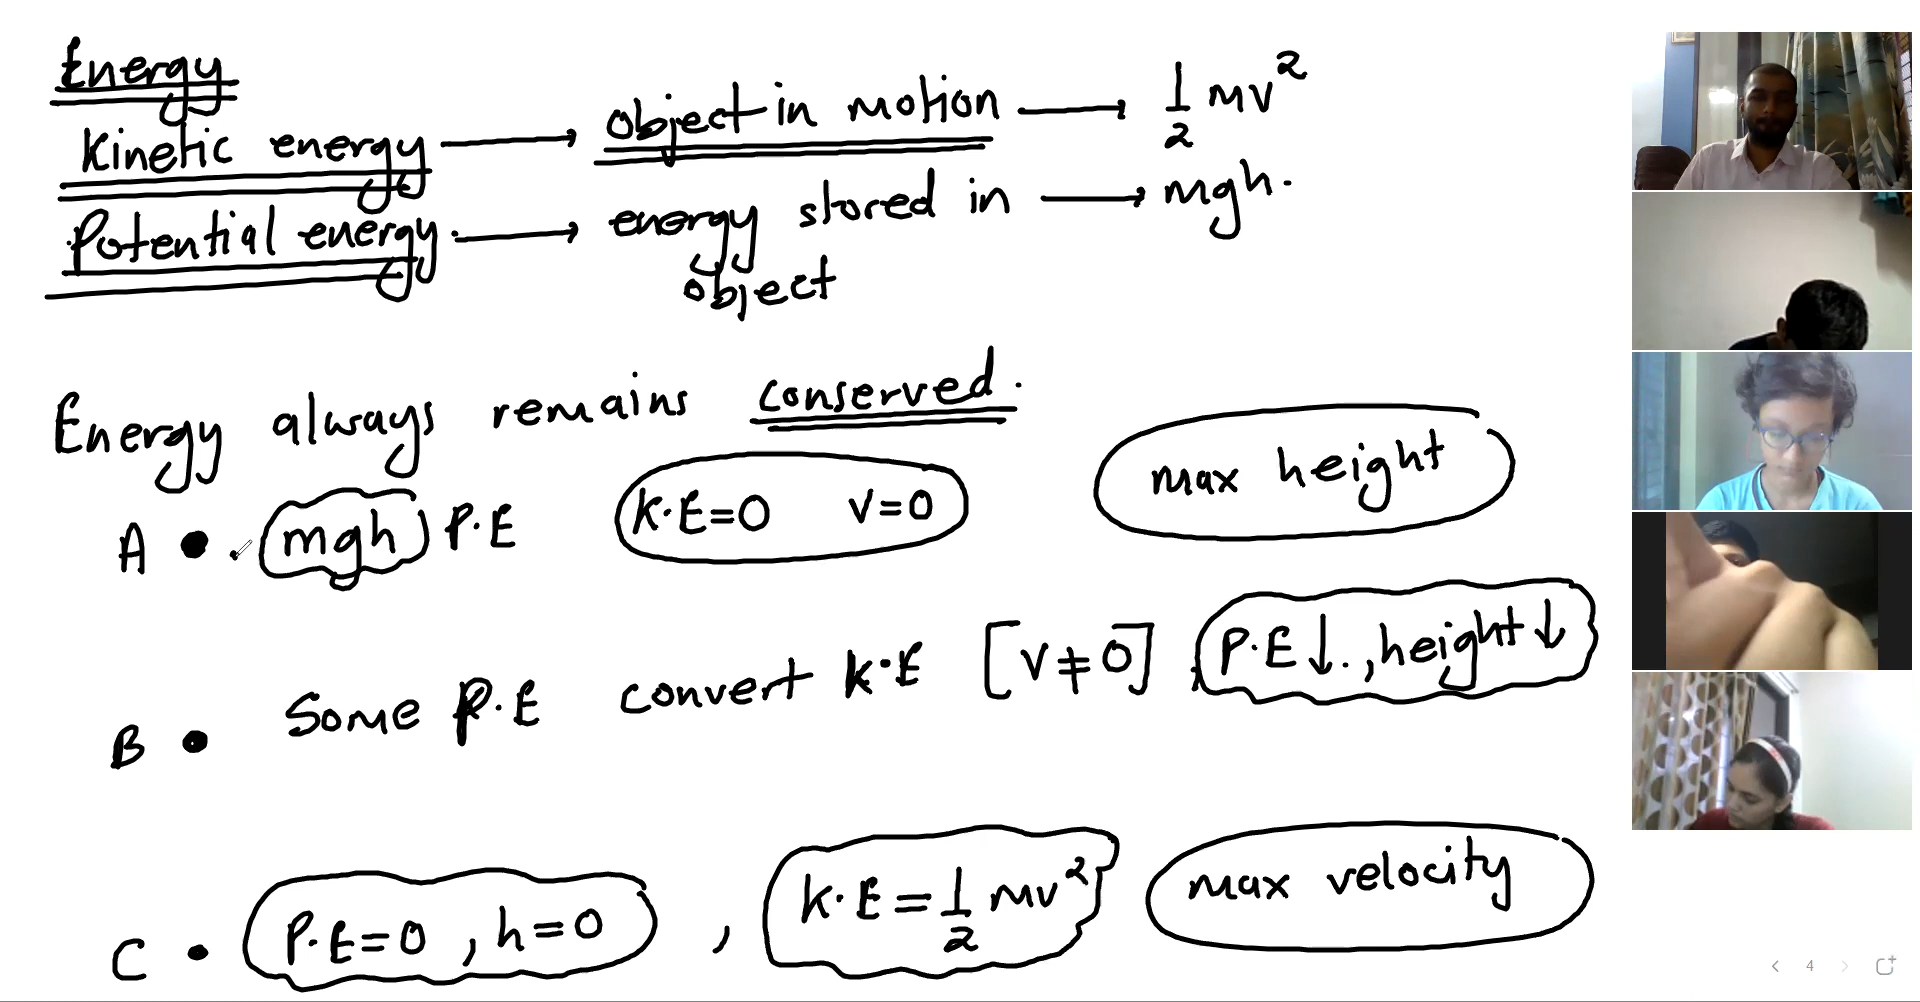 Energy
Kinetic energy → object in motion → 1/2 mv²
Potential energy. → energy stored in → mgh.
object
Energy always remains conserved.
A • mgh P.E K.E=0 v=0 max height
B • Some P.E convert K.E [v≠0], P.E↓., height↓
C • P.E=0, h=0, K.E=1/2 mv² max velocity
4